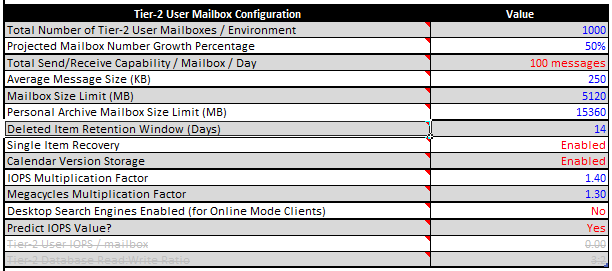 Tier-2 User Mailbox Configuration Value
Total Number of Tier-2 User Mailboxes / Environment 1000
Projected Mailbox Number Growth Percentage 50%
Total Send/Receive Capability / Mailbox / Day 100 messages
Average Message Size (KB) 250
Mailbox Size Limit (MB) 5120
Personal Archive Mailbox Size Limit (MB) 15360
Deleted Item Retention Window (Days) 14
Single Item Recovery Enabled
Calendar Version Storage Enabled
IOPS Multiplication Factor 1.40
Megacycles Multiplication Factor 1.30
Desktop Search Engines Enabled (for Online Mode Clients) No
Predict IOPS Value? Yes
Tier-2 User IOPS / mailbox 0.00
Tier-2 Database Read:Write Ratio 3:2